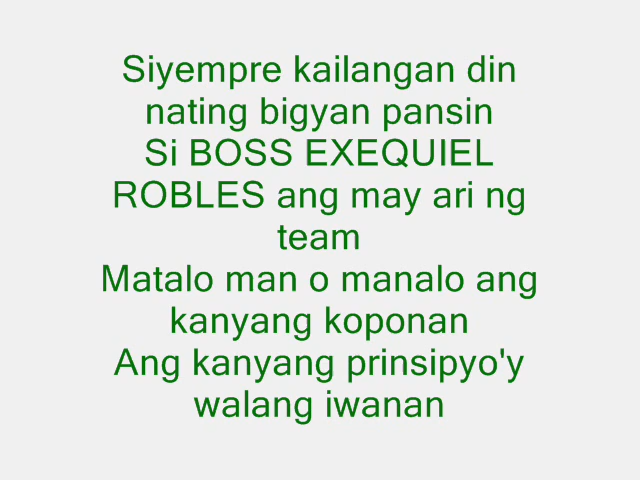 Siyempre kailangan din
nating bigyan pansin
Si BOSS EXEQUIEL
ROBLES ang may ari ng
team
Matalo man o manalo ang
kanyang koponan
Ang kanyang prinsipyo'y
walang iwanan